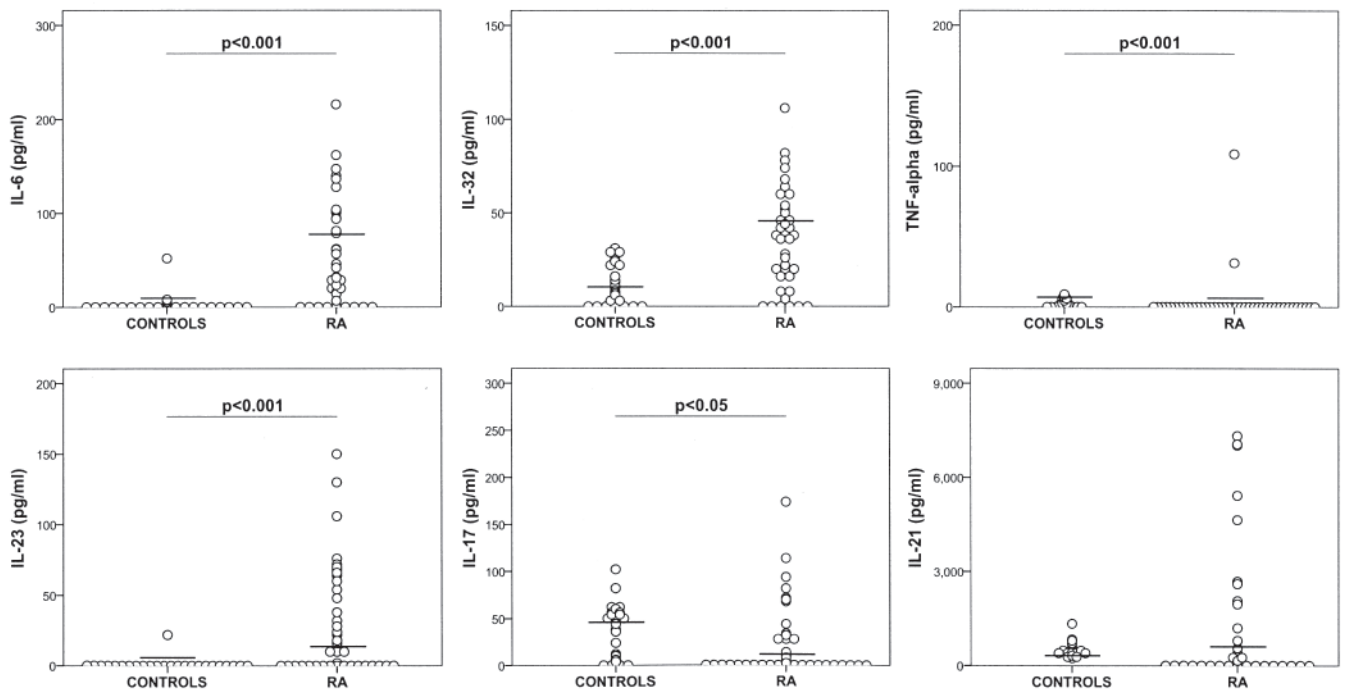 IL-6 (pg/ml)
300
200
100
0
p<0.001
CONTROLS
RA
IL-32 (pg/ml)
150
100
50
0
p<0.001
CONTROLS
RA
TNF-alpha (pg/ml)
200
100
0
p<0.001
CONTROLS
RA
IL-23 (pg/ml)
200
150
100
50
0
p<0.001
CONTROLS
RA
IL-17 (pg/ml)
300
250
200
150
100
50
0
p<0.05
CONTROLS
RA
IL-21 (pg/ml)
9,000
6,000
3,000
0
CONTROLS
RA